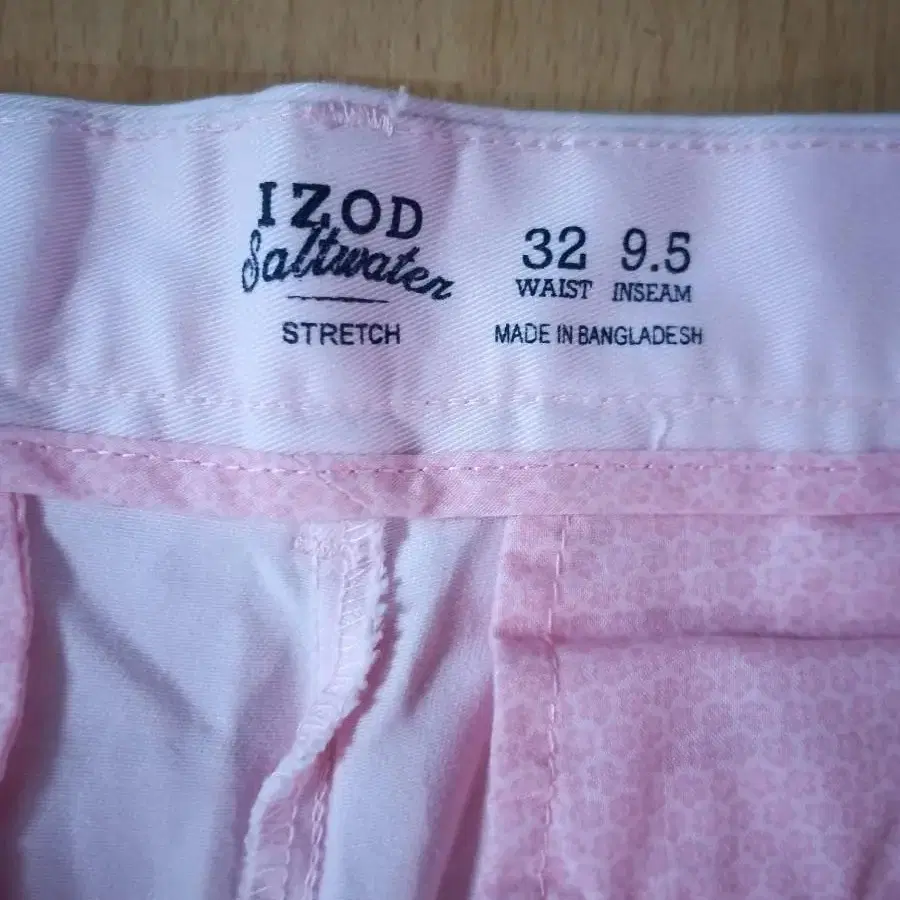 IZOD
Saltwater
STRETCH
32 9.5
WAIST INSEAM
MADE IN BANGLADESH